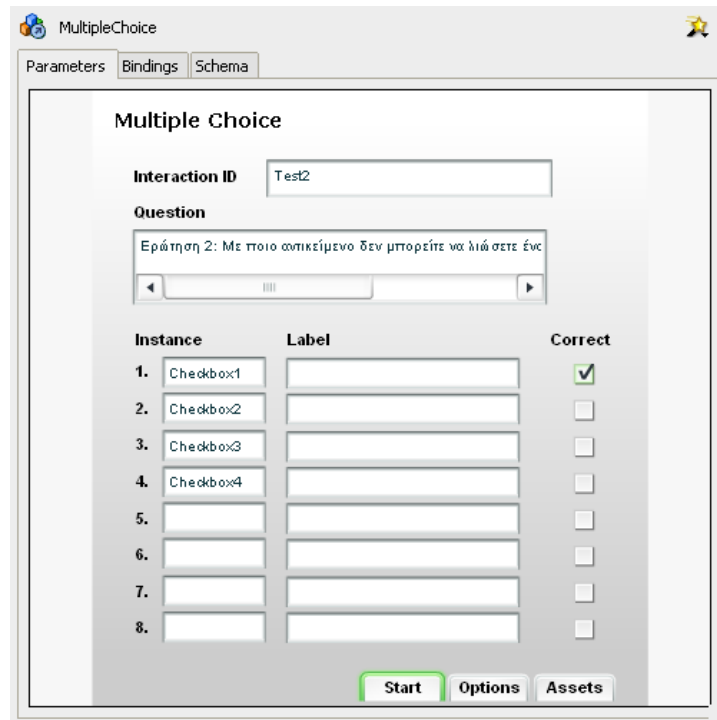 MultipleChoice
Parameters Bindings Schema
Multiple Choice
Interaction ID Test2
Question
Ερώτηση 2: Με ποιο αντικείμενο δεν μπορείτε να λιώσετε ένα
Instance Label Correct
1. Checkbox1
2. Checkbox2
3. Checkbox3
4. Checkbox4
5.
6.
7.
8.
Start Options Assets